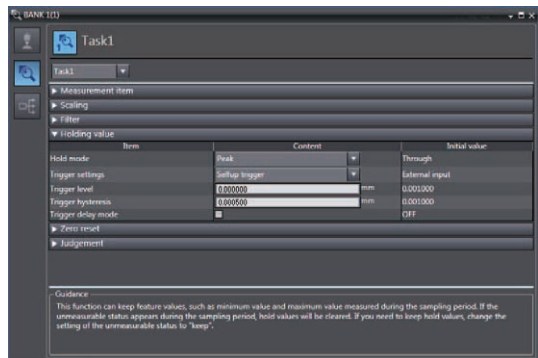 BANK 1(1)
Task1
Task1
Measurement item
Scaling
Filter
Holding value
Item Content Initial value
Hold mode Peak Through
Trigger settings Selfup trigger External input
Trigger level 0.000000 mm 0.001000
Trigger hysteresis 0.000500 mm 0.001000
Trigger delay mode OFF
Zero reset
Judgement
Guidance
This function can keep feature values, such as minimum value and maximum value measured during the sampling period. If the
unmeasurable status appears during the sampling period, hold values will be cleared. If you need to keep hold values, change the
setting of the unmeasurable status to "keep".